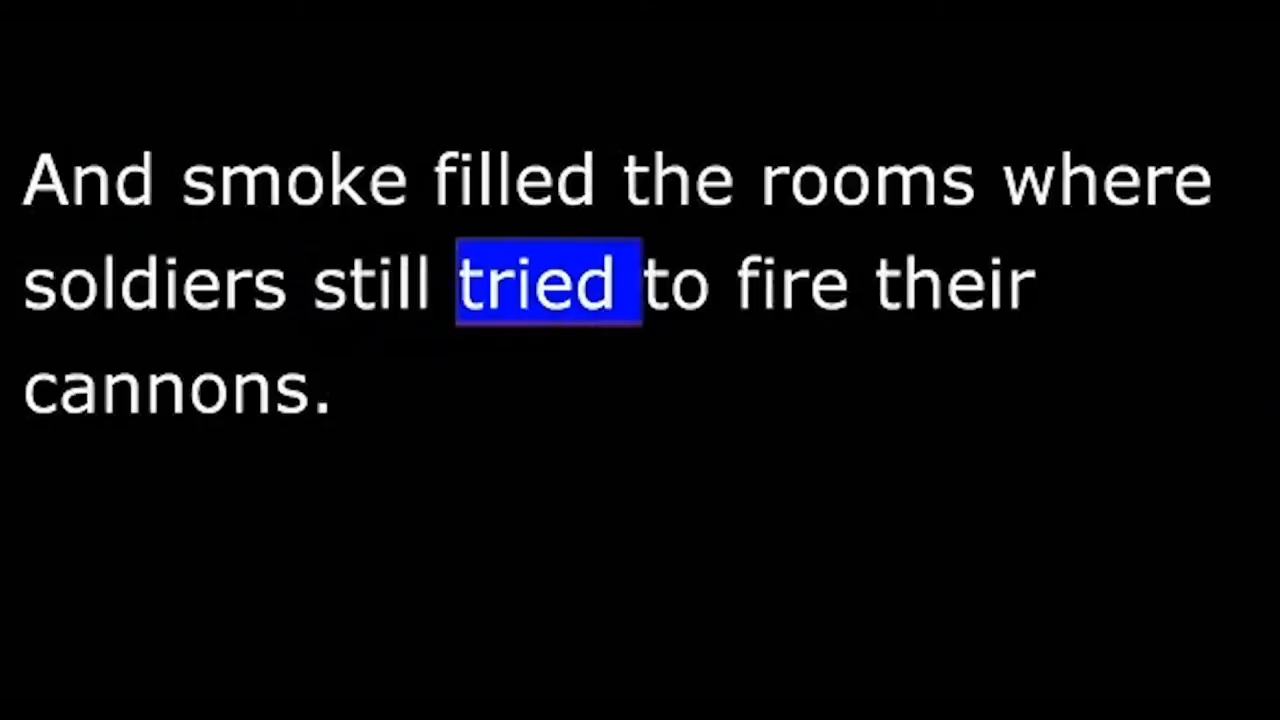 And smoke filled the rooms where
soldiers still tried to fire their
cannons.